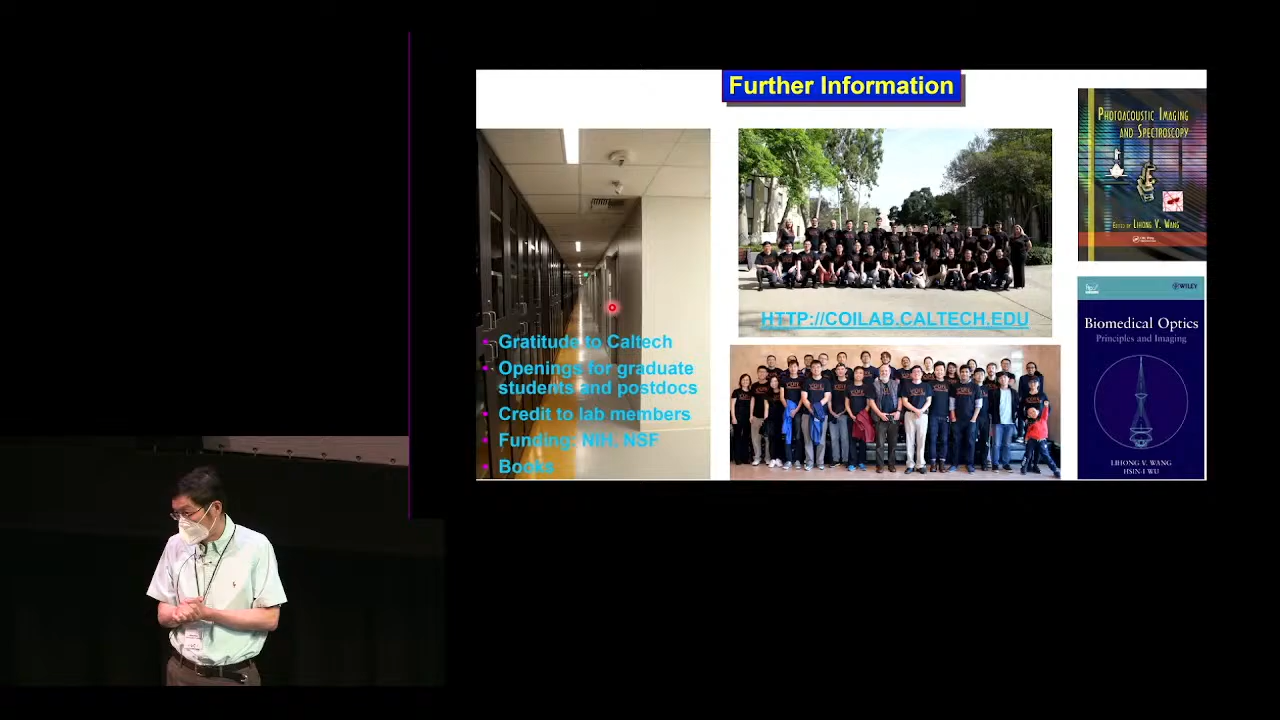 Further Information
Gratitude to Caltech
Openings for graduate
students and postdocs
Credit to lab members
Funding: NIH, NSF
Books
HTTP://COILAB.CALTECH.EDU
Photoacoustic Imaging
and Spectroscopy
Edited by Lihong V. Wang
WILEY
Biomedical Optics
Principles and Imaging
LIHONG V. WANG
HSIN-I WU